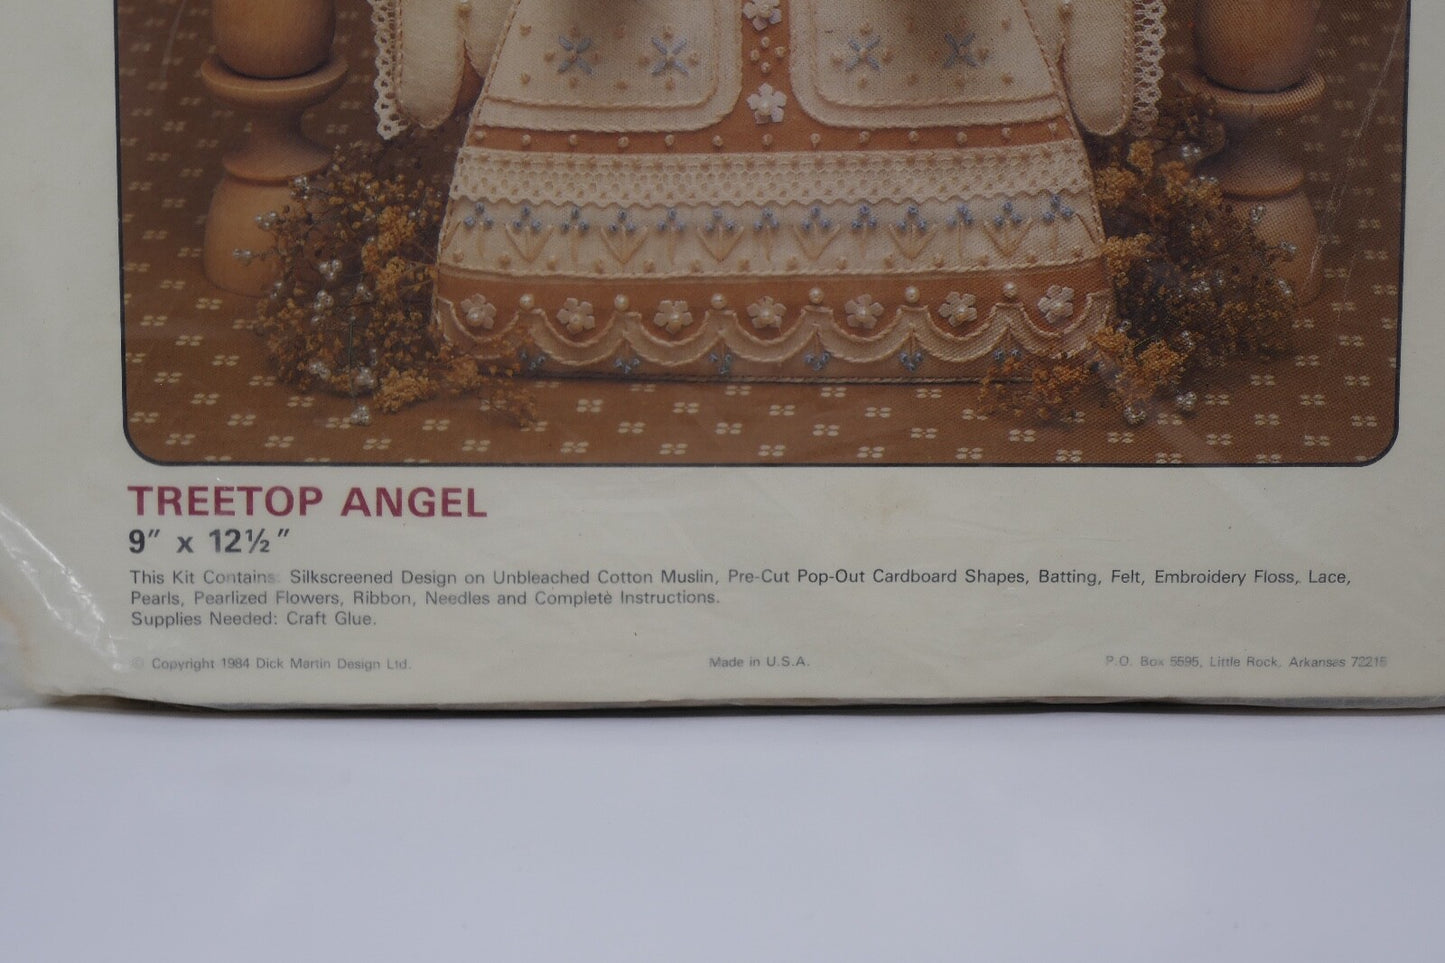 TREETOP ANGEL
9" x 12½"
This Kit Contains: Silkscreened Design on Unbleached Cotton Muslin, Pre-Cut Pop-Out Cardboard Shapes, Batting, Felt, Embroidery Floss, Lace,
Pearls, Pearlized Flowers, Ribbon, Needles and Complete Instructions.
Supplies Needed: Craft Glue.
© Copyright 1984 Dick Martin Design Ltd. Made in U.S.A. P.O. Box 5595, Little Rock, Arkansas 72215